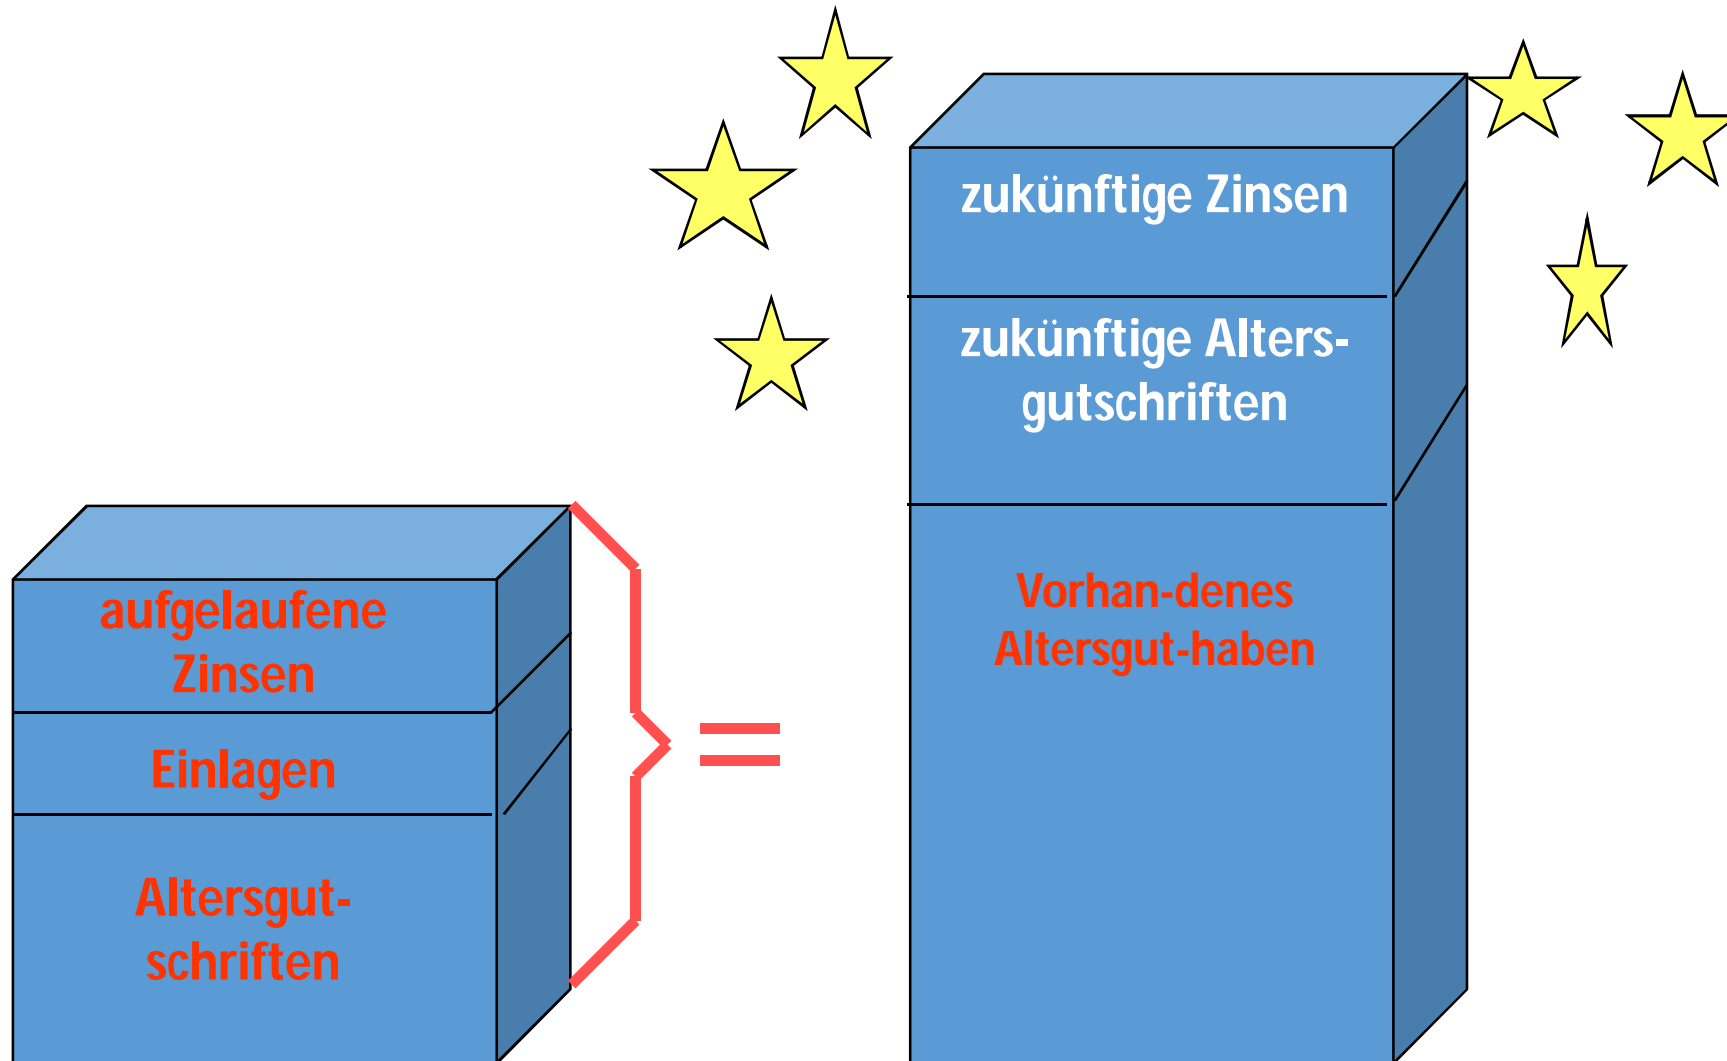 aufgelaufene
Zinsen
Einlagen
Altersgut-
schriften
=
zukünftige Zinsen
zukünftige Alters-
gutschriften
Vorhan-denes
Altersgut-haben